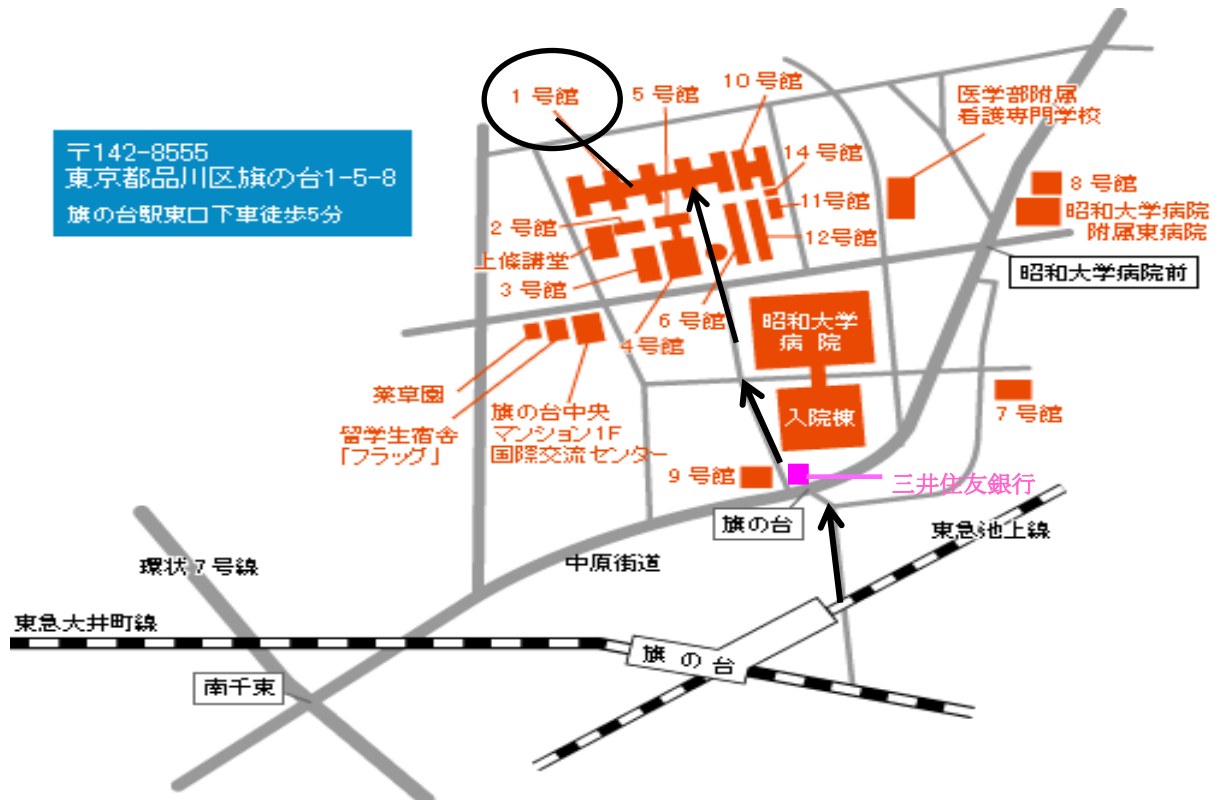 〒142-8555
東京都品川区旗の台1-5-8
旗の台駅東口下車徒歩5分
1 号館
5 号館
10 号館
医学部附属
看護専門学校
14 号館
8 号館
11号館
昭和大学病院
附属東病院
2 号館
12号館
上條講堂
昭和大学病院前
3 号館
6 号館
昭和大学
病 院
4 号館
薬草園
旗の台中央
マンション1F
国際交流センター
入院棟
7 号館
留学生宿舎
「フラッグ」
9 号館
三井住友銀行
旗の台
東急池上線
環状7号線
中原街道
東急大井町線
旗 の 台
南千束